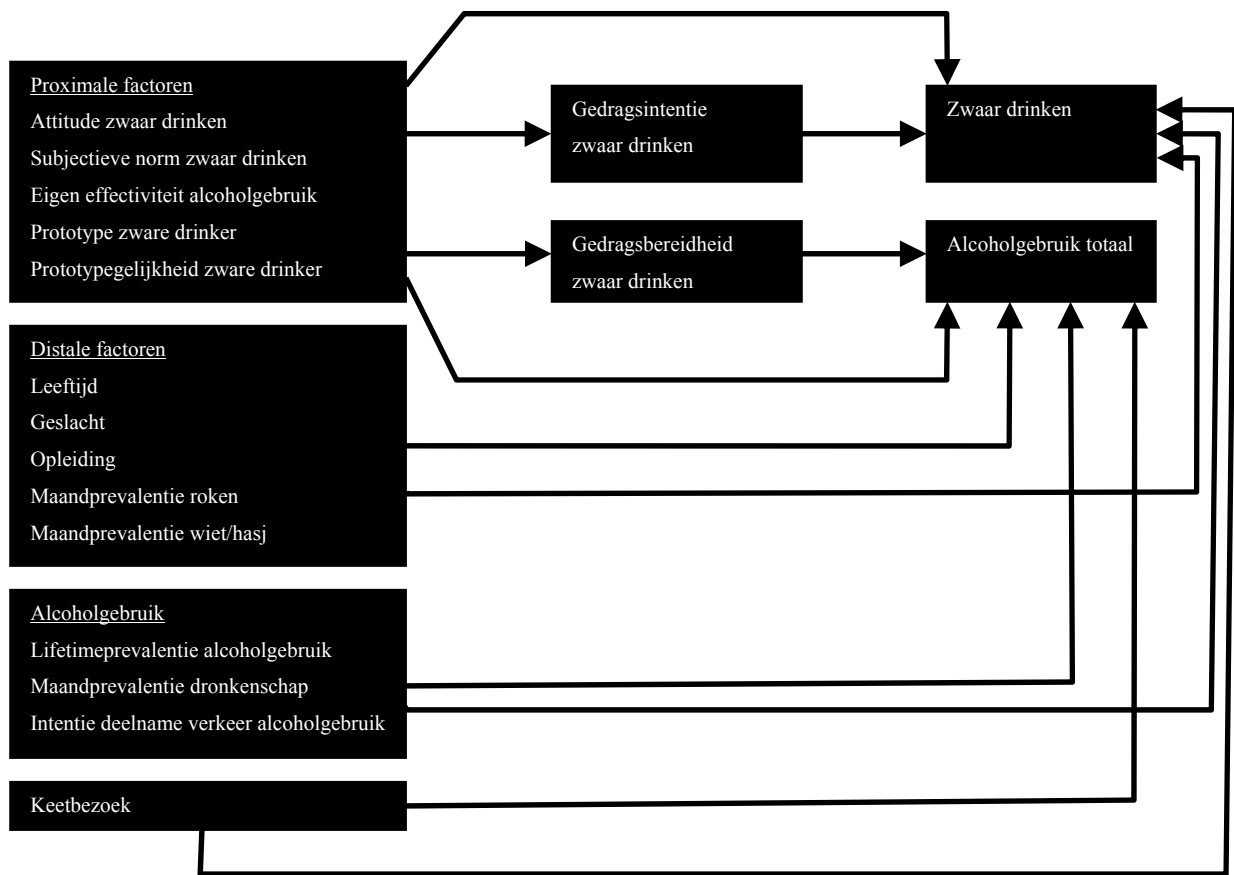 Proximale factoren
Attitude zwaar drinken
Subjectieve norm zwaar drinken
Eigen effectiviteit alcoholgebruik
Prototype zware drinker
Prototypegelijkheid zware drinker
Gedragsintentie
zwaar drinken
Zwaar drinken
Gedragsbereidheid
zwaar drinken
Alcoholgebruik totaal
Distale factoren
Leeftijd
Geslacht
Opleiding
Maandprevalentie roken
Maandprevalentie wiet/hasj
Alcoholgebruik
Lifetimeprevalentie alcoholgebruik
Maandprevalentie dronkenschap
Intentie deelname verkeer alcoholgebruik
Keetbezoek